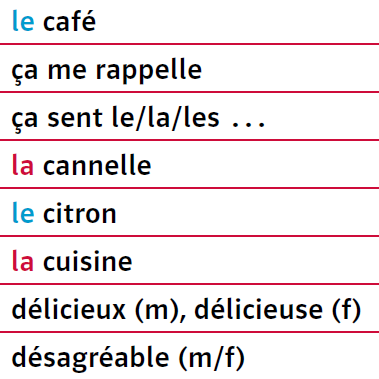 le café
ça me rappelle
ça sent le/la/les ...
la cannelle
le citron
la cuisine
délicieux (m), délicieuse (f)
désagréable (m/f)